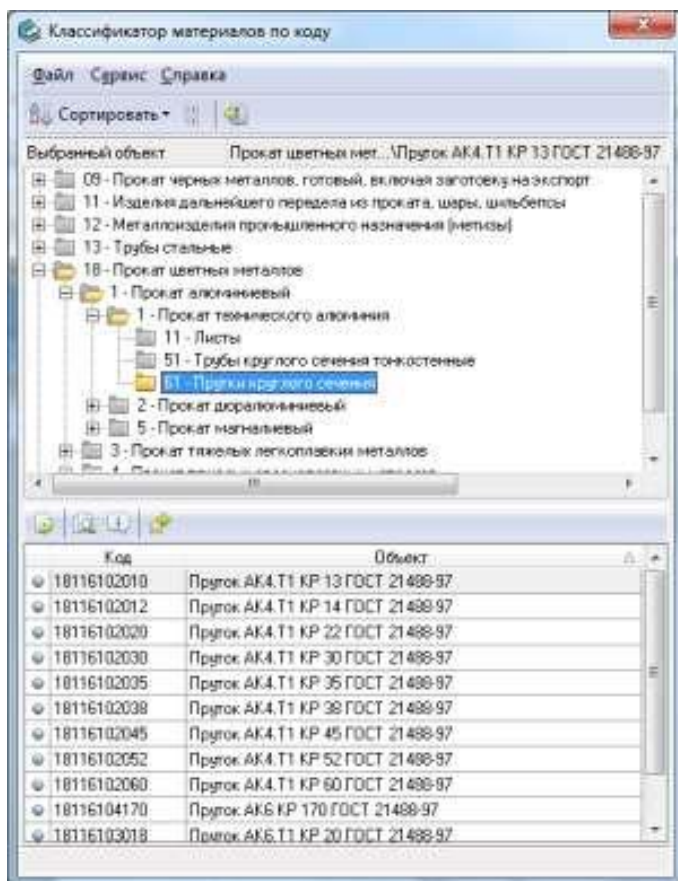 Классификатор материалов по коду
Файл Сервис Справка
Сортировать
Выбранный объект Прокат цветных мет...\Пруток АК4.Т1 КР 13 ГОСТ 21488-97
09 - Прокат черных металлов, готовый, включая заготовку на экспорт
11 - Изделия дальнейшего передела из проката, шары, цильбепсы
12 - Металлоизделия промышленного назначения (метизы)
13 - Трубы стальные
18 - Прокат цветных металлов
1 - Прокат алюминиевый
1 - Прокат технического алюминия
11 - Листы
51 - Трубы круглого сечения тонкостенные
61 - Прутки круглого сечения
2 - Прокат дюралюминиевый
5 - Прокат магналиевый
3 - Прокат тяжелых легкоплавких металлов
Код Объект
18116102010 Пруток АК4.Т1 КР 13 ГОСТ 21488-97
18116102012 Пруток АК4.Т1 КР 14 ГОСТ 21488-97
18116102020 Пруток АК4.Т1 КР 22 ГОСТ 21488-97
18116102030 Пруток АК4.Т1 КР 30 ГОСТ 21488-97
18116102035 Пруток АК4.Т1 КР 35 ГОСТ 21488-97
18116102038 Пруток АК4.Т1 КР 38 ГОСТ 21488-97
18116102045 Пруток АК4.Т1 КР 45 ГОСТ 21488-97
18116102052 Пруток АК4.Т1 КР 52 ГОСТ 21488-97
18116102060 Пруток АК4.Т1 КР 60 ГОСТ 21488-97
18116104170 Пруток АК6 КР 170 ГОСТ 21488-97
18116103018 Пруток АК6.Т1 КР 20 ГОСТ 21488-97